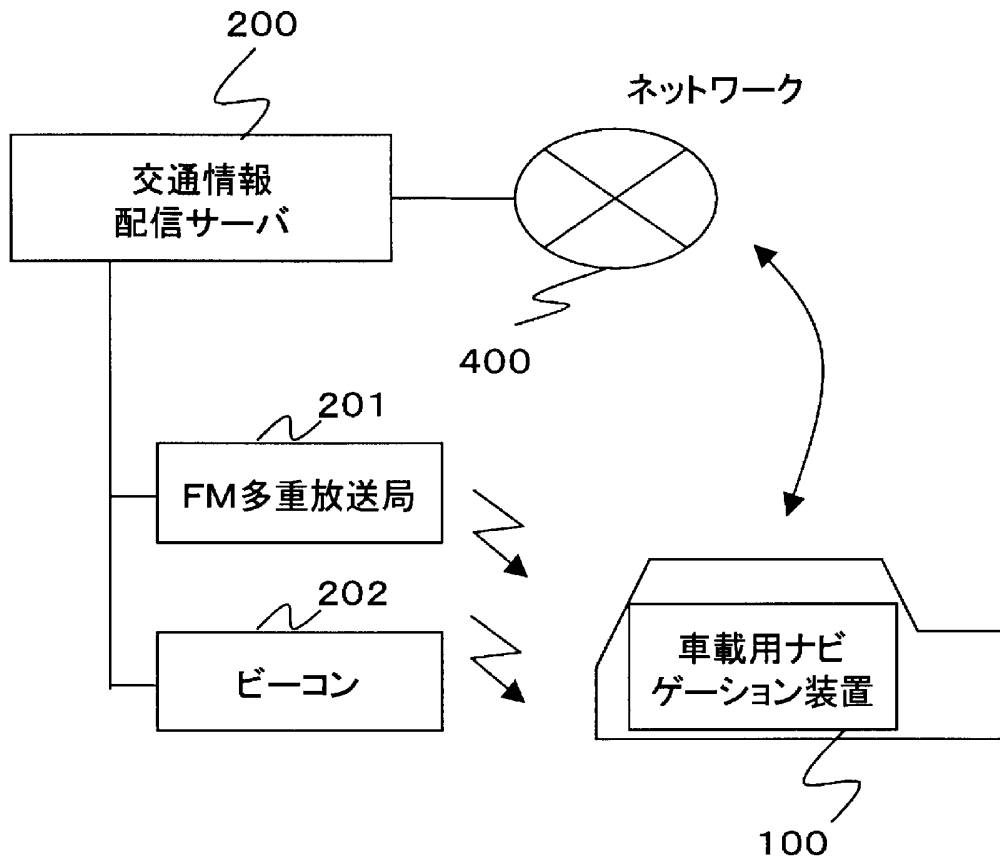 200
ネットワーク
交通情報
配信サーバ
400
201
FM多重放送局
202
ビーコン
車載用ナビ
ゲーション装置
100